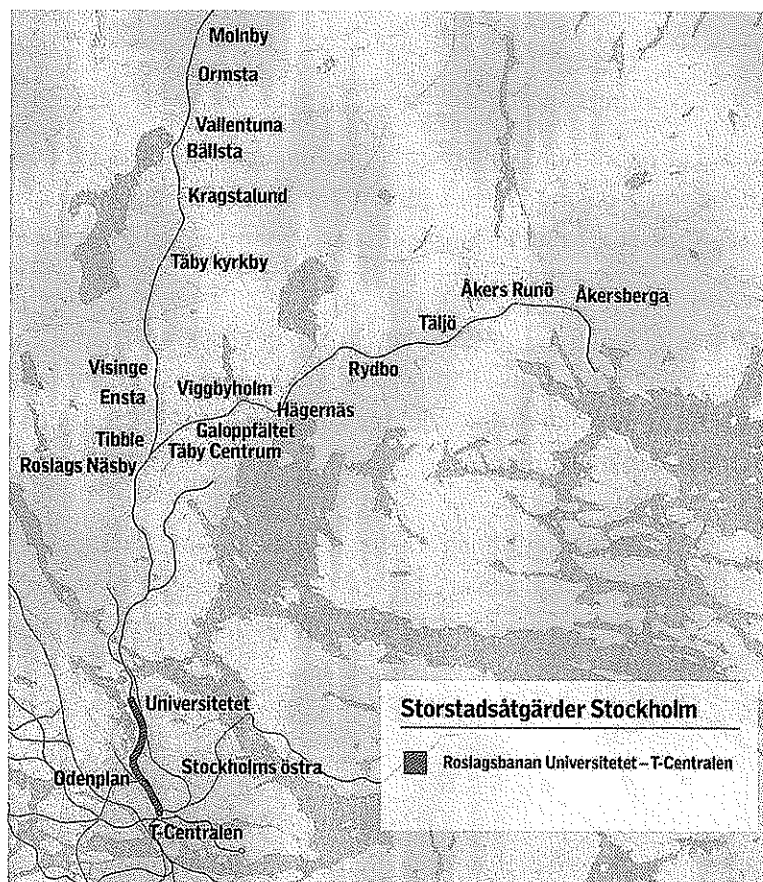 Molnby
Ormsta
Vallentuna
Bällsta
Kragstalund
Täby kyrkby
Åkers Runö
Åkersberga
Täljö
Rydbo
Visinge
Ensta
Viggbyholm
Hägernäs
Galoppfältet
Tibble
Täby Centrum
Roslags Näsby
Universitetet
Odenplan
Stockholms östra
T-Centralen
Storstadsåtgärder Stockholm
Roslagsbanan Universitetet – T-Centralen